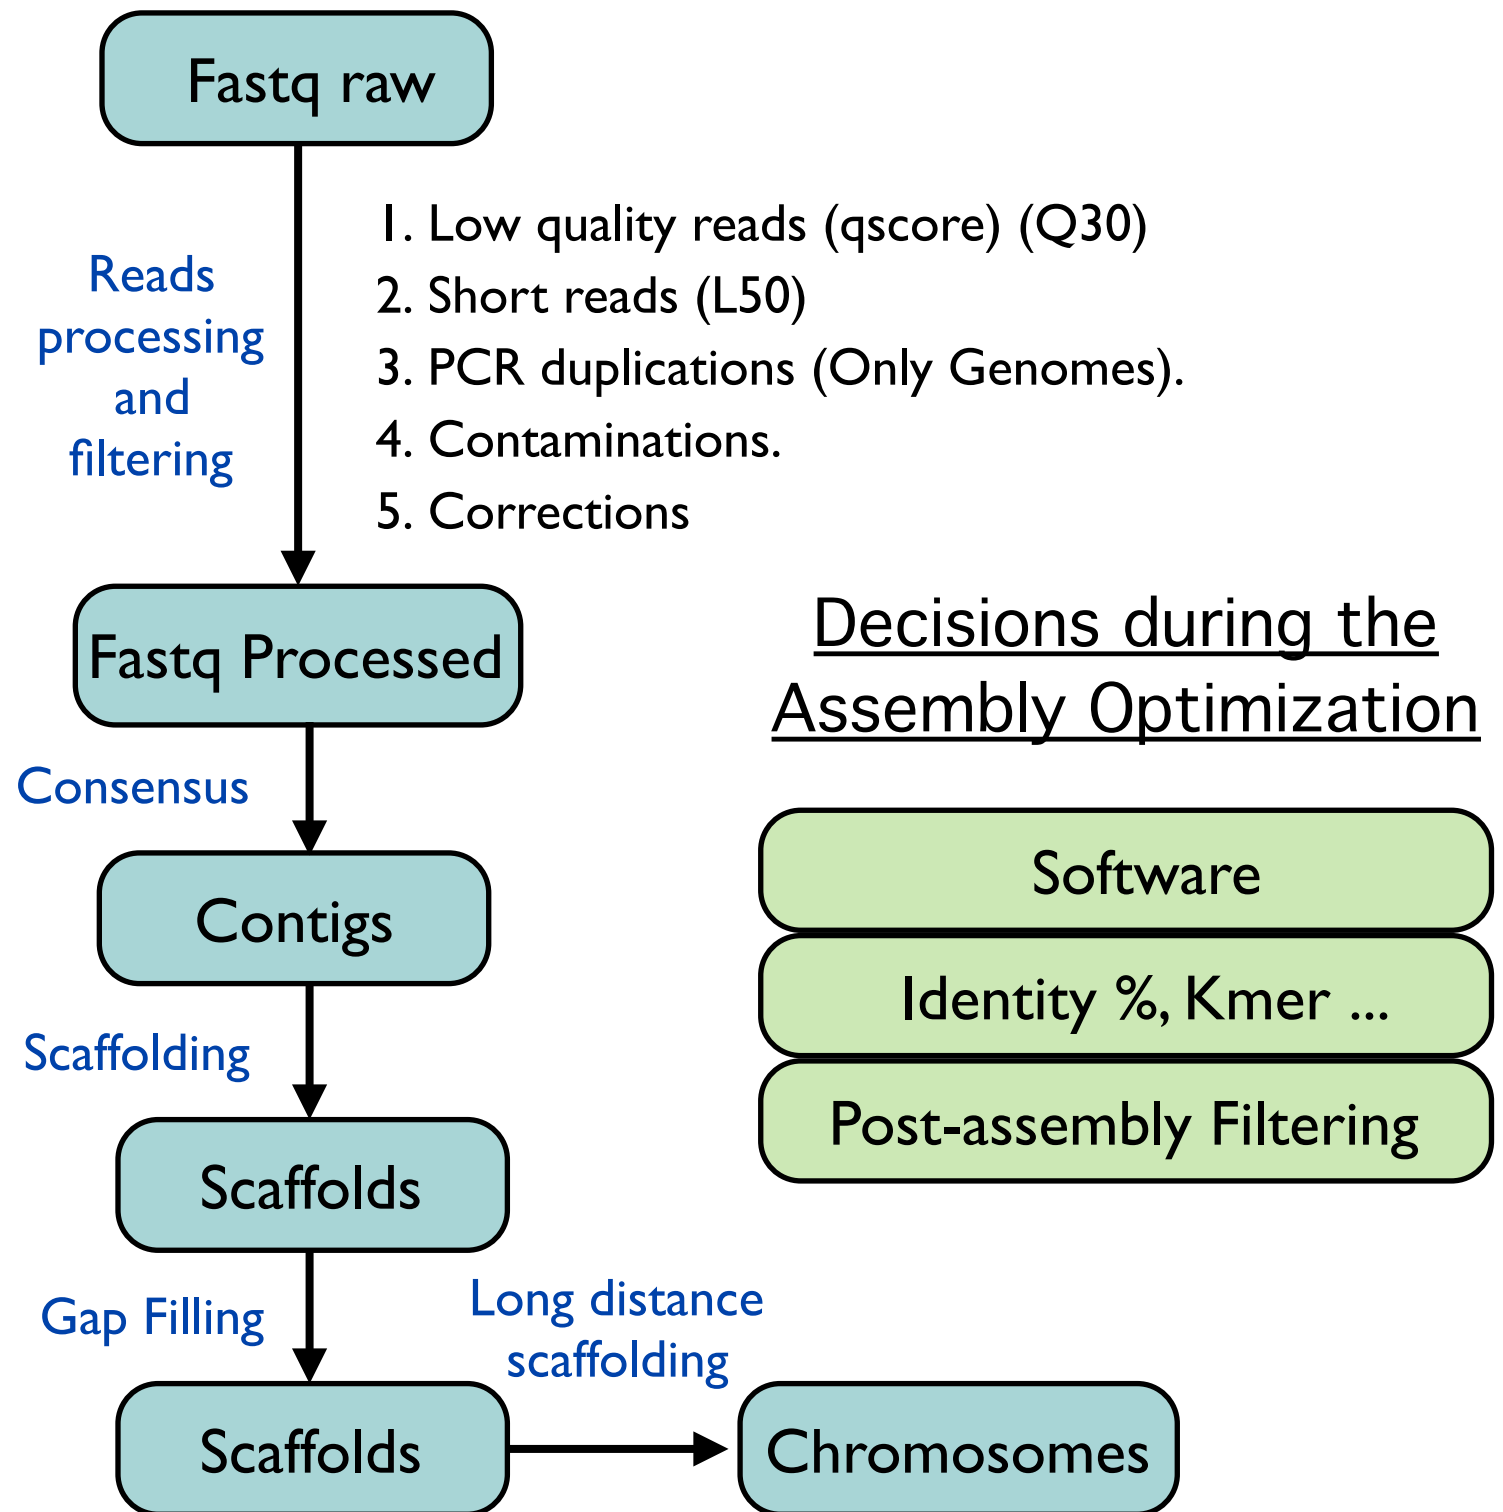 Fastq raw
Reads
processing
and
filtering
1. Low quality reads (qscore) (Q30)
2. Short reads (L50)
3. PCR duplications (Only Genomes).
4. Contaminations.
5. Corrections
Fastq Processed
Decisions during the
Assembly Optimization
Consensus
Software
Contigs
Identity %, Kmer ...
Scaffolding
Post-assembly Filtering
Scaffolds
Gap Filling
Long distance
scaffolding
Scaffolds
Chromosomes